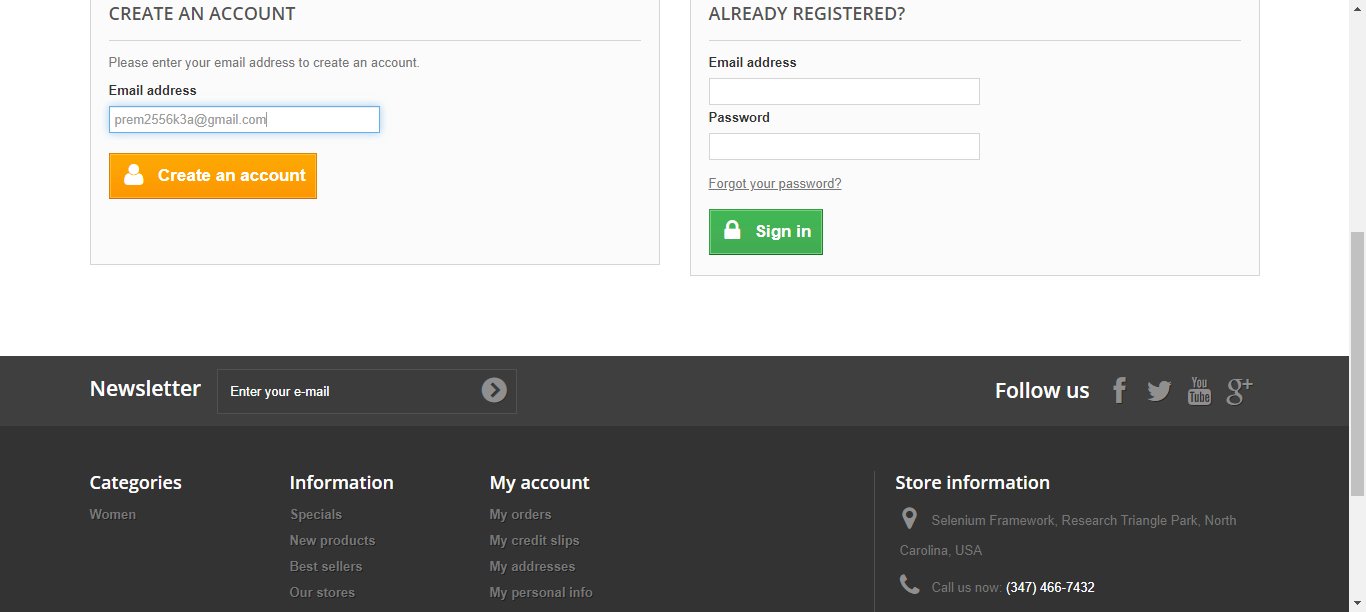 CREATE AN ACCOUNT
Please enter your email address to create an account.
Email address
prem2556k3a@gmail.com
Create an account
ALREADY REGISTERED?
Email address
Password
Forgot your password?
Sign in
Newsletter
Enter your e-mail
Follow us
You
Tube
g+
Categories
Women
Information
Specials
New products
Best sellers
Our stores
My account
My orders
My credit slips
My addresses
My personal info
Store information
Selenium Framework, Research Triangle Park, North
Carolina, USA
Call us now: (347) 466-7432